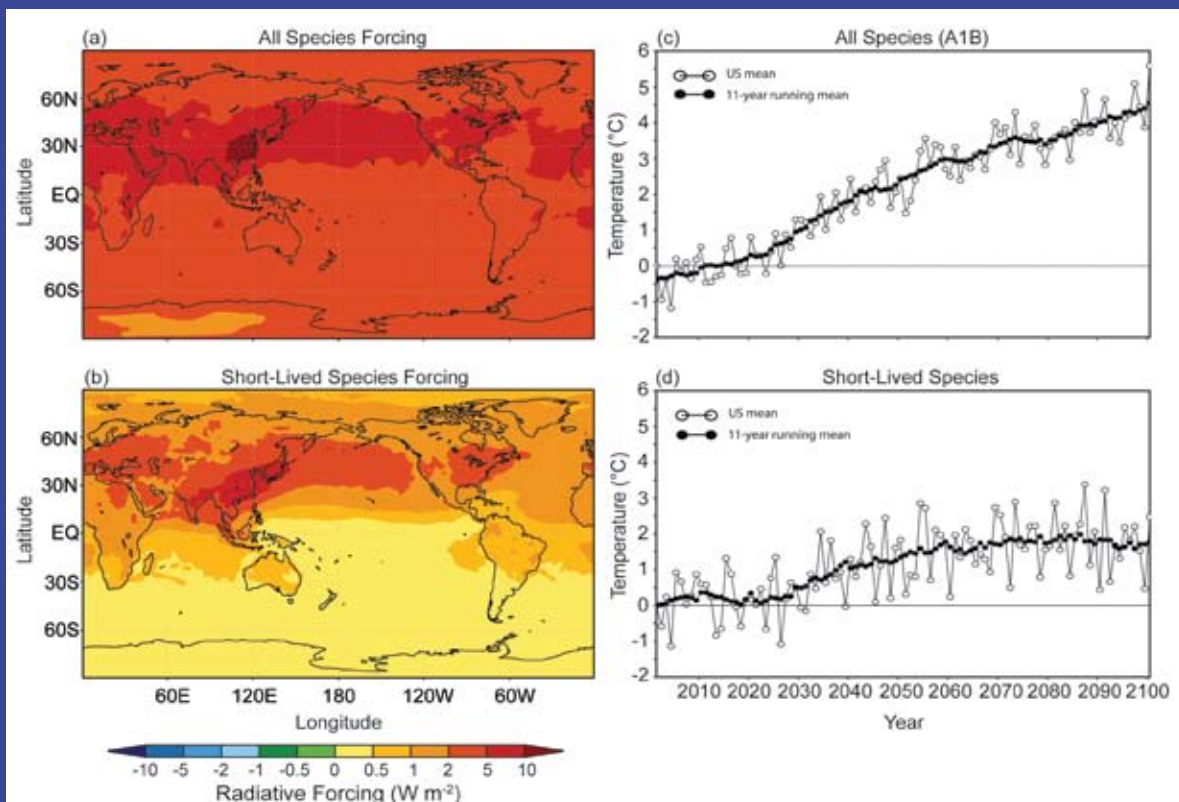 (a)
All Species Forcing
60N
30N
EQ
30S
60S
Latitude
(c)
All Species (A1B)
US mean
11-year running mean
6
5
4
3
2
1
0
-1
-2
Temperature (°C)
(b)
Short-Lived Species Forcing
60N
30N
EQ
30S
60S
Latitude
60E
120E
180
120W
60W
Longitude
-10
-5
-2
-1
-0.5
0
0.5
1
2
5
10
Radiative Forcing (W m-2)
(d)
Short-Lived Species
US mean
11-year running mean
6
5
4
3
2
1
0
-1
-2
Temperature (°C)
2010
2020
2030
2040
2050
2060
2070
2080
2090
2100
Year